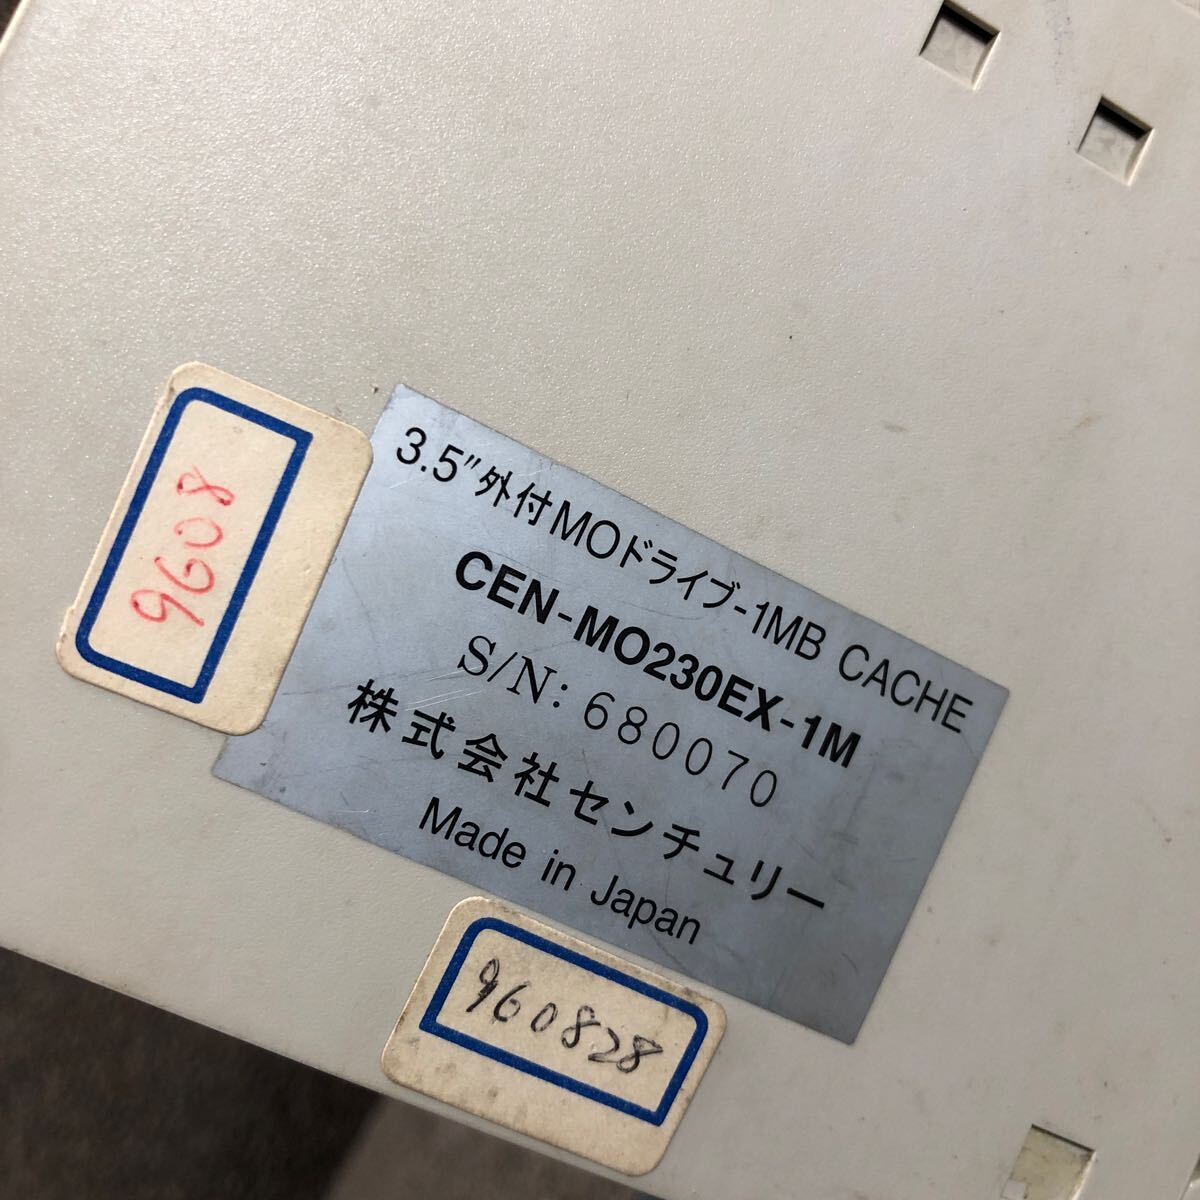 3.5"外付MOドライブ-1MB CACHE
CEN-MO230EX-1M
S/N: 680070
株式会社センチュリー
Made in Japan
9608
960828